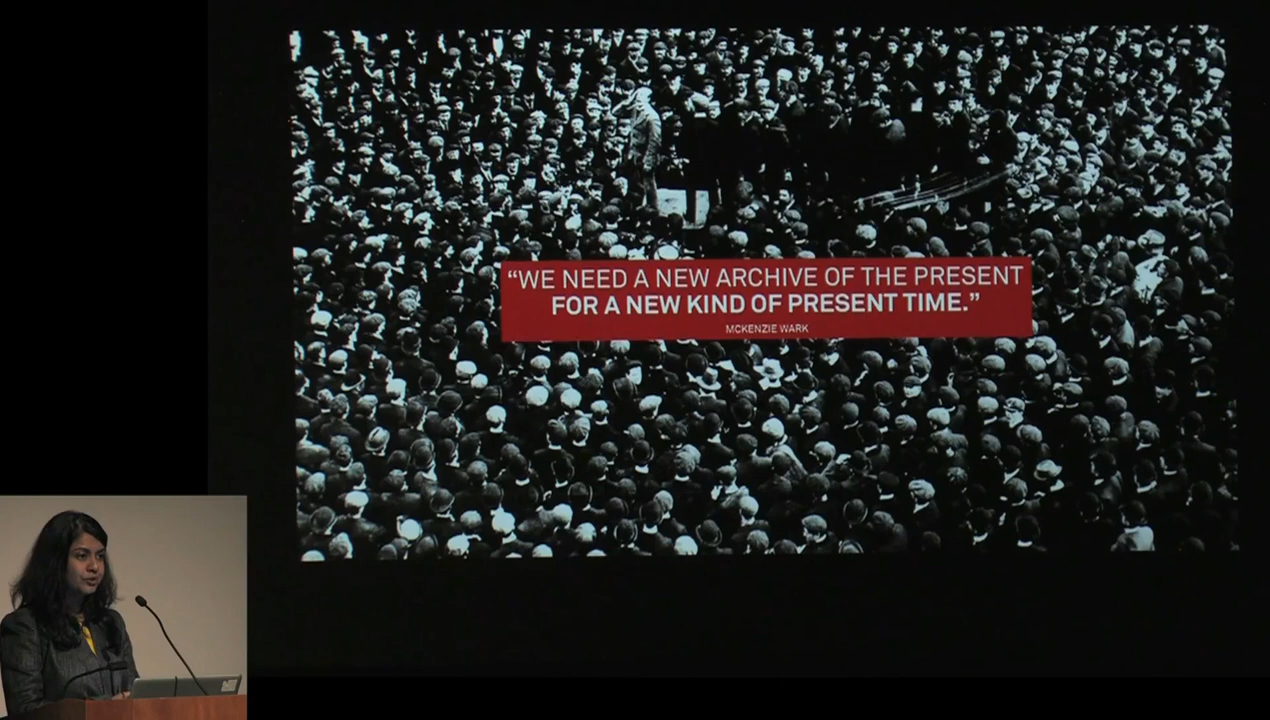 “WE NEED A NEW ARCHIVE OF THE PRESENT
FOR A NEW KIND OF PRESENT TIME.”
MCKENZIE WARK